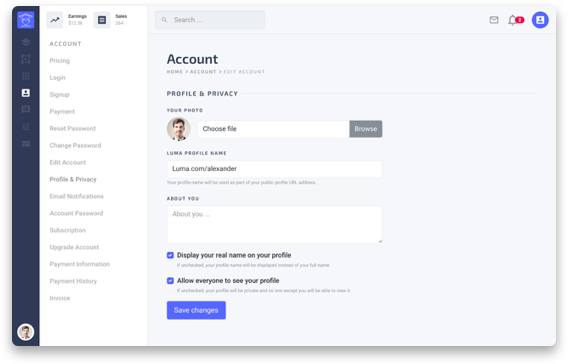 Earnings
$12.3k
Sales
264
Search ...
2
ACCOUNT
Pricing
Login
Signup
Payment
Reset Password
Change Password
Edit Account
Profile & Privacy
Email Notifications
Account Password
Subscription
Upgrade Account
Payment Information
Payment History
Invoice
Account
HOME > ACCOUNT > EDIT ACCOUNT
PROFILE & PRIVACY
YOUR PHOTO
Choose file
Browse
LUMA PROFILE NAME
Luma.com/alexander
Your profile name will be used as part of your public profile URL address.
ABOUT YOU
About you ...
Display your real name on your profile
If unchecked, your profile name will be displayed instead of your full name.
Allow everyone to see your profile
If unchecked, your profile will be private and no one except you will be able to view it.
Save changes